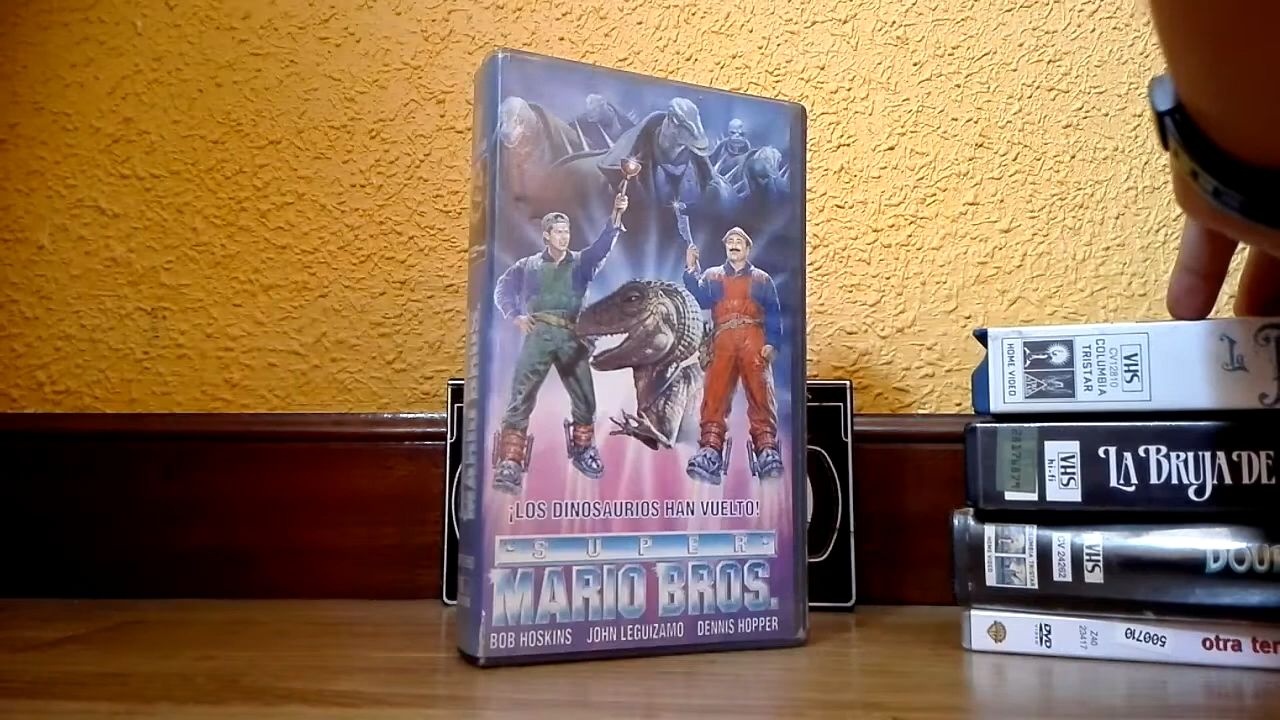 ¡LOS DINOSAURIOS HAN VUELTO!
SUPER
MARIO BROS.
BOB HOSKINS JOHN LEGUIZAMO DENNIS HOPPER
HOME VIDEO
COLUMBIA
TRISTAR
CV12810
VHS
VHS
hi-fi
LA BRUJA DE
HOME VIDEO
COLUMBIA TRISTAR
CV 24262
VHS
DVD
Z40
23417
500710
otra ter